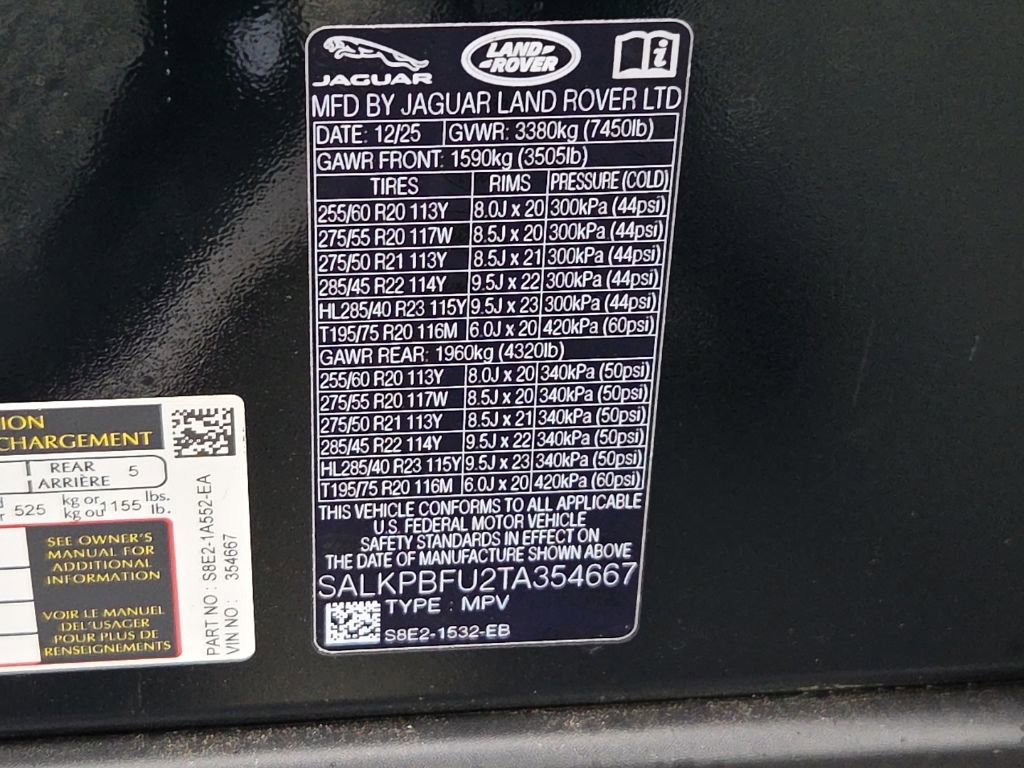 JAGUAR LAND ROVER i
MFD BY JAGUAR LAND ROVER LTD
DATE: 12/25 GVWR: 3380kg (7450lb)
GAWR FRONT: 1590kg (3505lb)
TIRES RIMS PRESSURE (COLD)
255/60 R20 113Y 8.0J x 20 300kPa (44psi)
275/55 R20 117W 8.5J x 20 300kPa (44psi)
275/50 R21 113Y 8.5J x 21 300kPa (44psi)
285/45 R22 114Y 9.5J x 22 300kPa (44psi)
HL285/40 R23 115Y 9.5J x 23 300kPa (44psi)
T195/75 R20 116M 6.0J x 20 420kPa (60psi)
GAWR REAR: 1960kg (4320lb)
255/60 R20 113Y 8.0J x 20 340kPa (50psi)
275/55 R20 117W 8.5J x 20 340kPa (50psi)
275/50 R21 113Y 8.5J x 21 340kPa (50psi)
285/45 R22 114Y 9.5J x 22 340kPa (50psi)
HL285/40 R23 115Y 9.5J x 23 340kPa (50psi)
T195/75 R20 116M 6.0J x 20 420kPa (60psi)
THIS VEHICLE CONFORMS TO ALL APPLICABLE
U.S. FEDERAL MOTOR VEHICLE
SAFETY STANDARDS IN EFFECT ON
THE DATE OF MANUFACTURE SHOWN ABOVE
SALKPBFU2TA354667
TYPE : MPV
S8E2-1532-EB
CHARGEMENT
REAR
ARRIÈRE 5
525 kg or 1155 lbs.
kg ou lb.
SEE OWNER'S
MANUAL FOR
ADDITIONAL
INFORMATION
VOIR LE MANUEL
DE L'USAGER
POUR PLUS DE
RENSEIGNEMENTS
PART NO : S8E2-1A552-EA
VIN NO : 354667